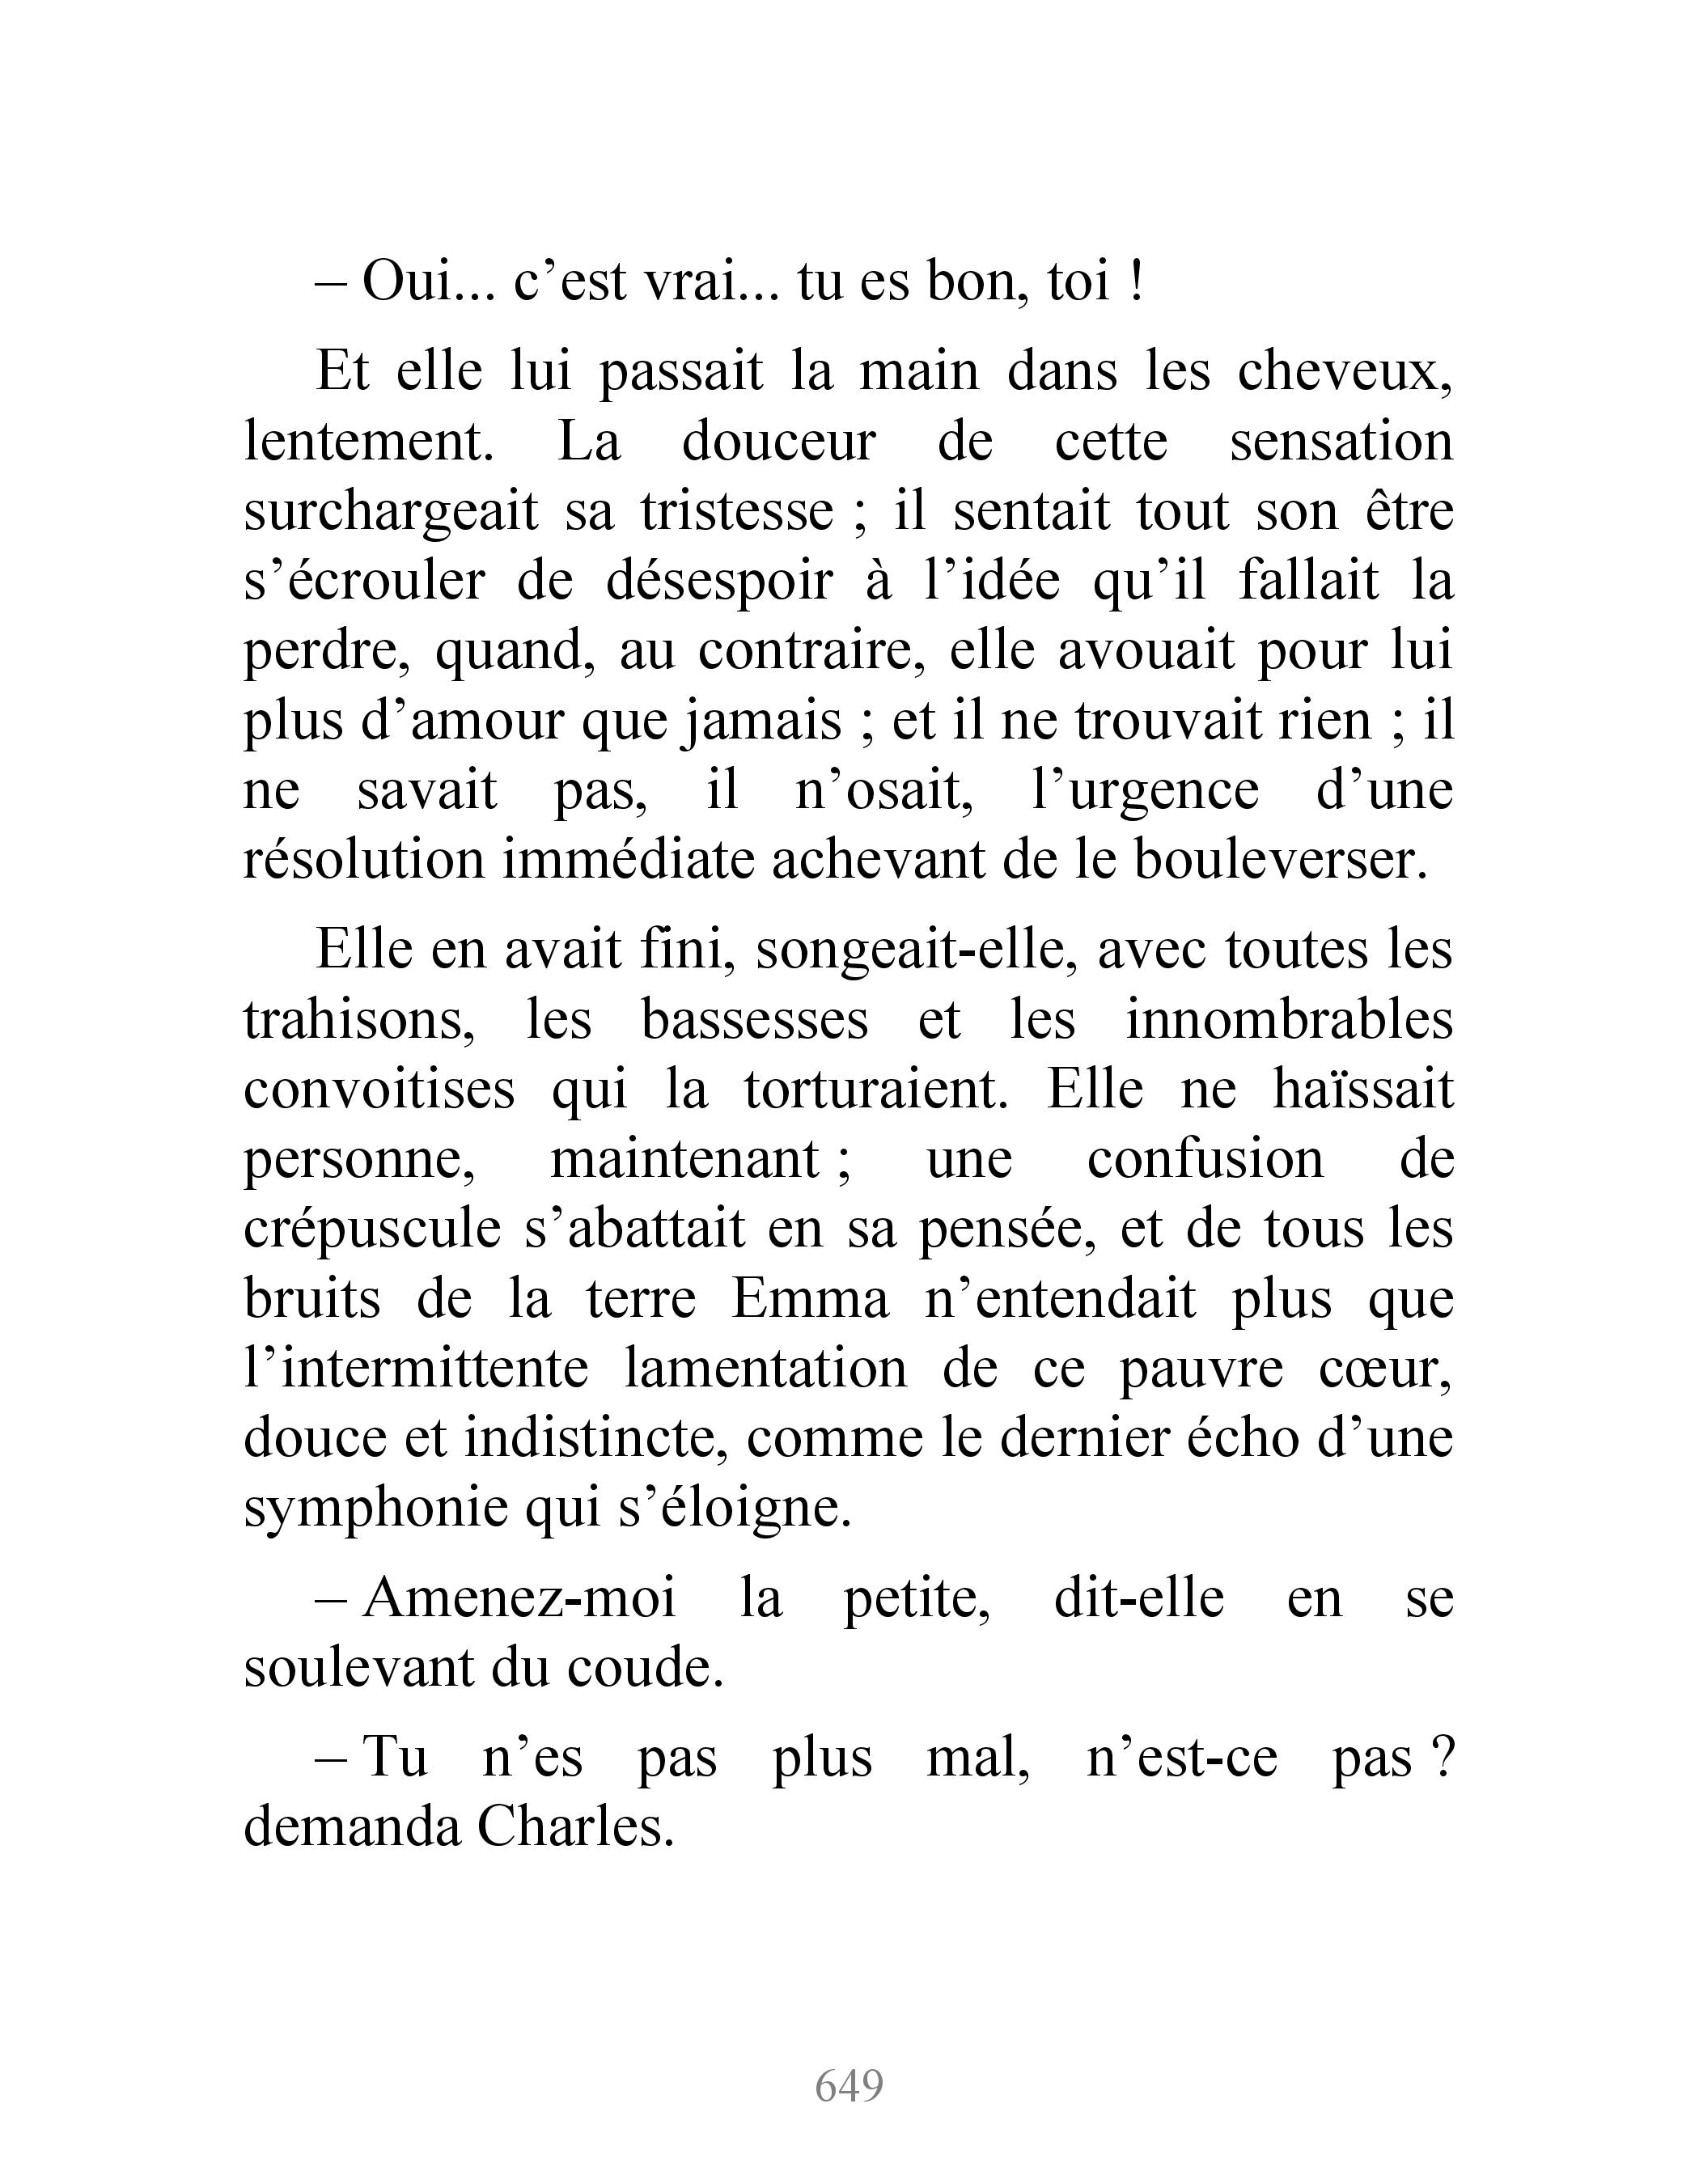 – Oui... c’est vrai... tu es bon, toi !
Et elle lui passait la main dans les cheveux,
lentement. La douceur de cette sensation
surchargeait sa tristesse ; il sentait tout son être
s’écrouler de désespoir à l’idée qu’il fallait la
perdre, quand, au contraire, elle avouait pour lui
plus d’amour que jamais ; et il ne trouvait rien ; il
ne savait pas, il n’osait, l’urgence d’une
résolution immédiate achevant de le bouleverser.
Elle en avait fini, songeait-elle, avec toutes les
trahisons, les bassesses et les innombrables
convoitises qui la torturaient. Elle ne haïssait
personne, maintenant ; une confusion de
crépuscule s’abattait en sa pensée, et de tous les
bruits de la terre Emma n’entendait plus que
l’intermittente lamentation de ce pauvre cœur,
douce et indistincte, comme le dernier écho d’une
symphonie qui s’éloigne.
– Amenez-moi la petite, dit-elle en se
soulevant du coude.
– Tu n’es pas plus mal, n’est-ce pas ?
demanda Charles.
649